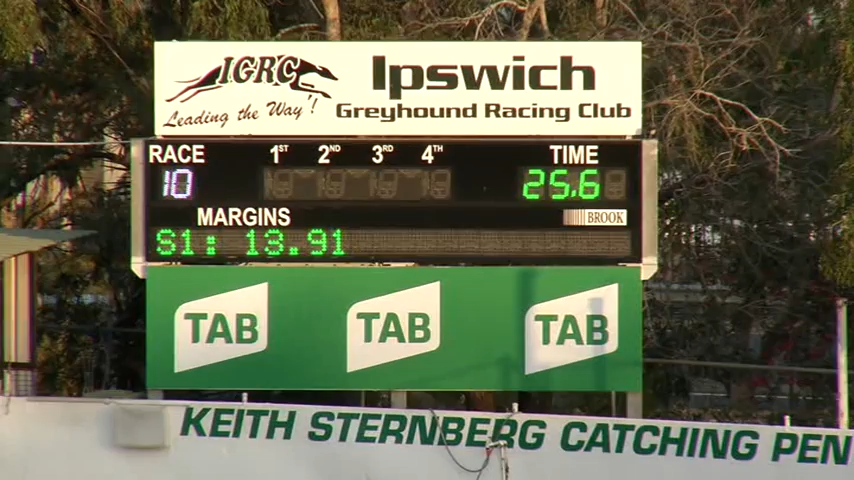 IGRC
Leading the Way'!
Ipswich
Greyhound Racing Club
RACE 1ST 2ND 3RD 4TH TIME
10 25.6
MARGINS BROOK
S1: 13.91
TAB TAB TAB
KEITH STERNBERG CATCHING PEN